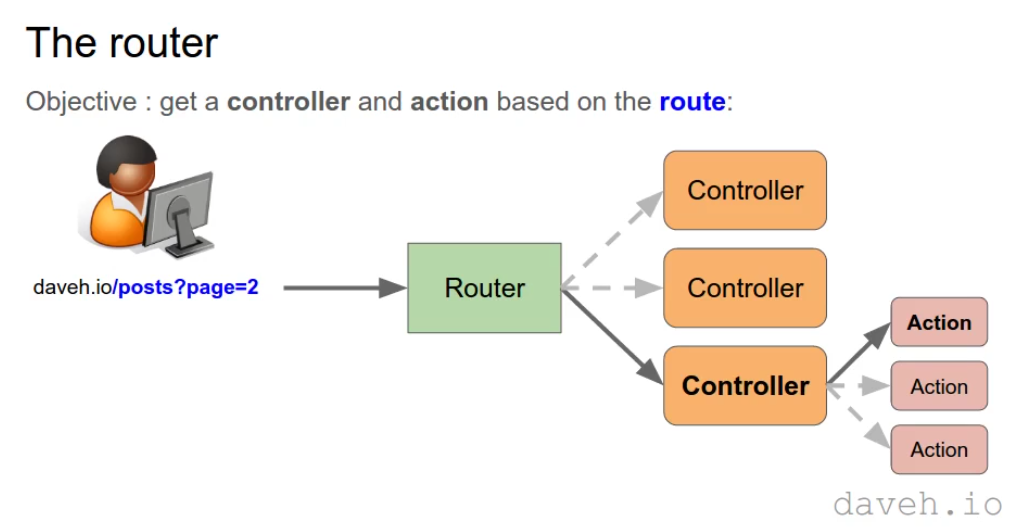 The router
Objective : get a controller and action based on the route:
Controller
daveh.io/posts?page=2
Router
Controller
Action
Controller
Action
Action
daveh.io